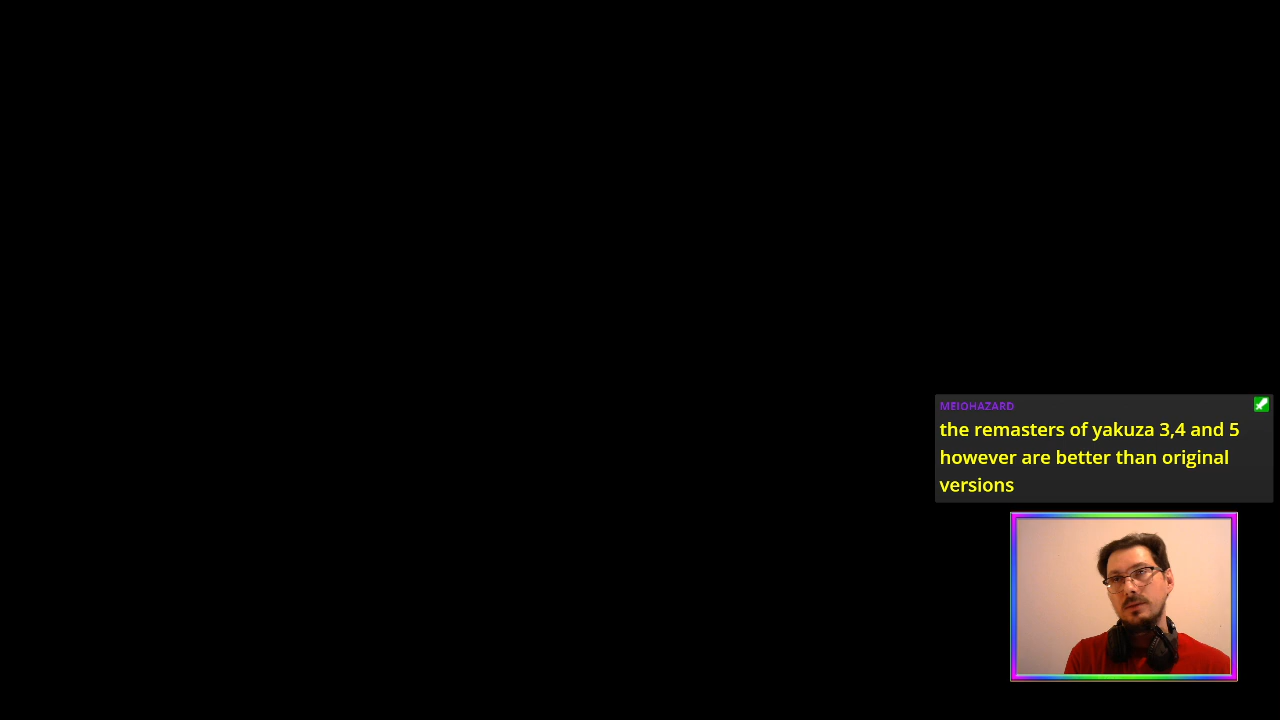 MEIOHAZARD
the remasters of yakuza 3,4 and 5
however are better than original
versions